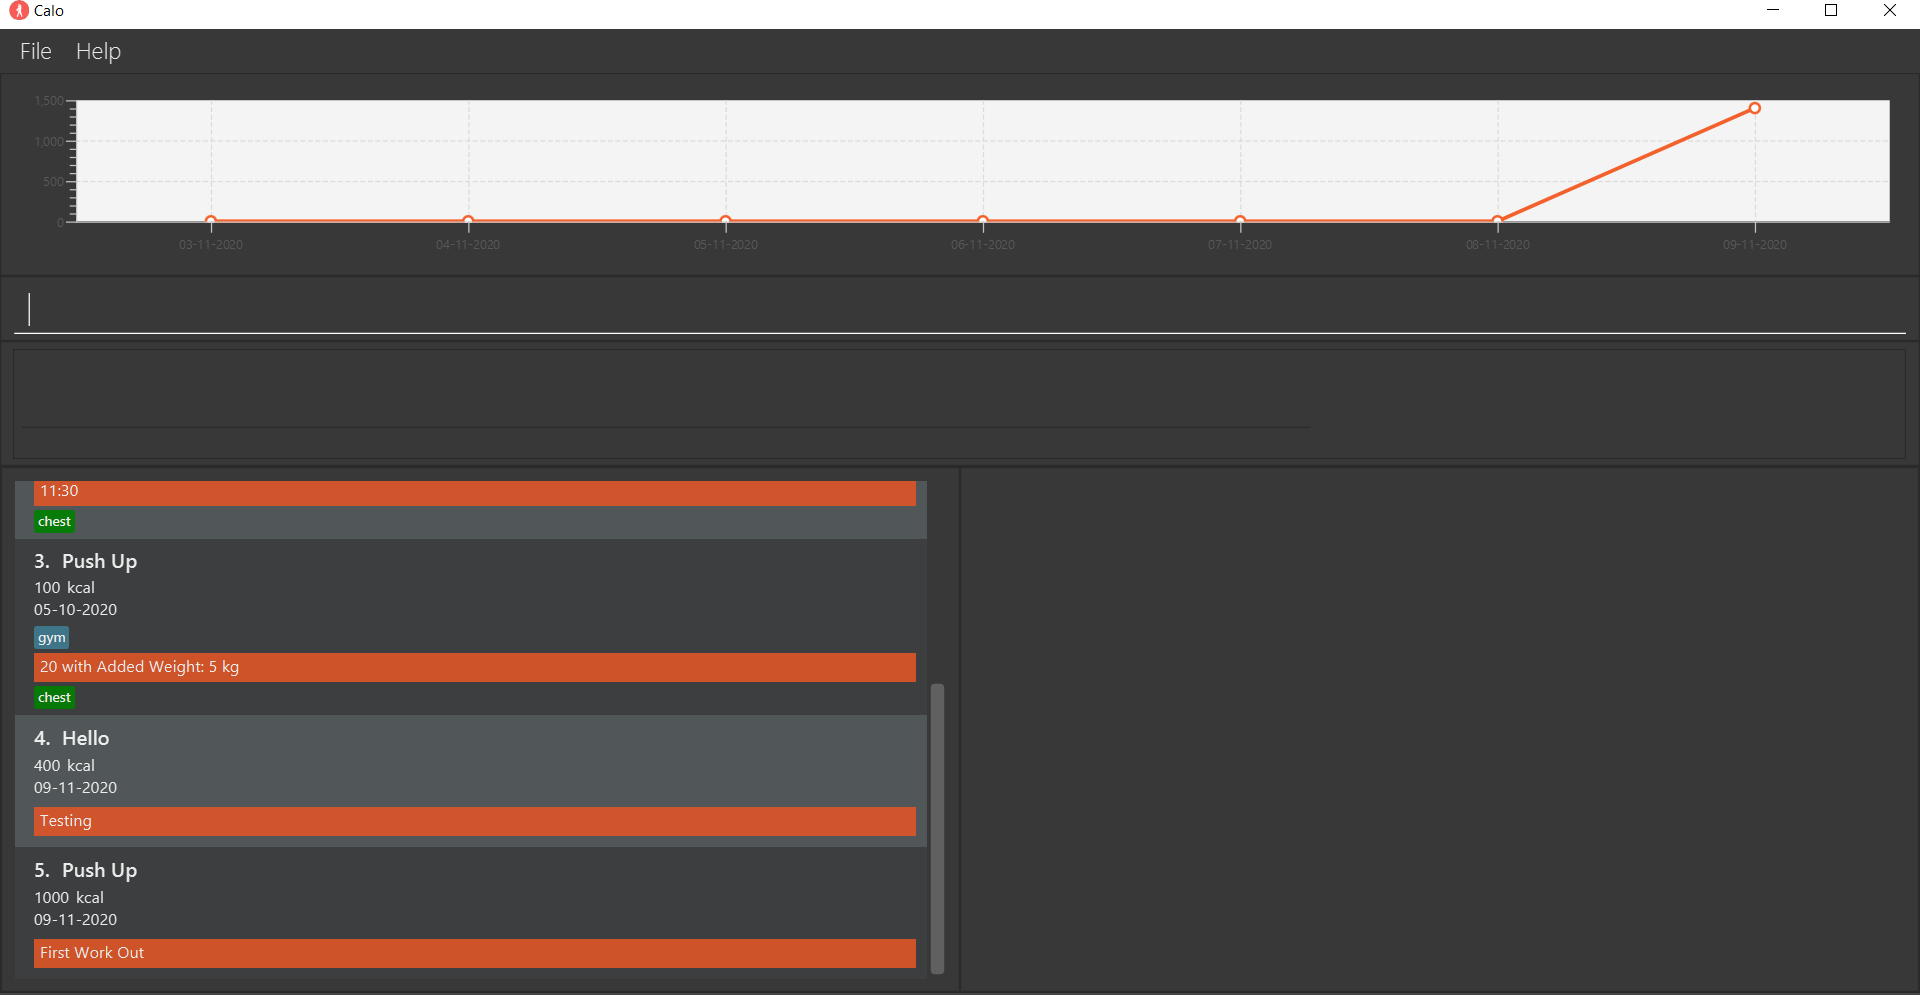 Calo
File Help
1,500
1,000
500
0
03-11-2020 04-11-2020 05-11-2020 06-11-2020 07-11-2020 08-11-2020 09-11-2020
11:30
chest
3. Push Up
100 kcal
05-10-2020
gym
20 with Added Weight: 5 kg
chest
4. Hello
400 kcal
09-11-2020
Testing
5. Push Up
1000 kcal
09-11-2020
First Work Out